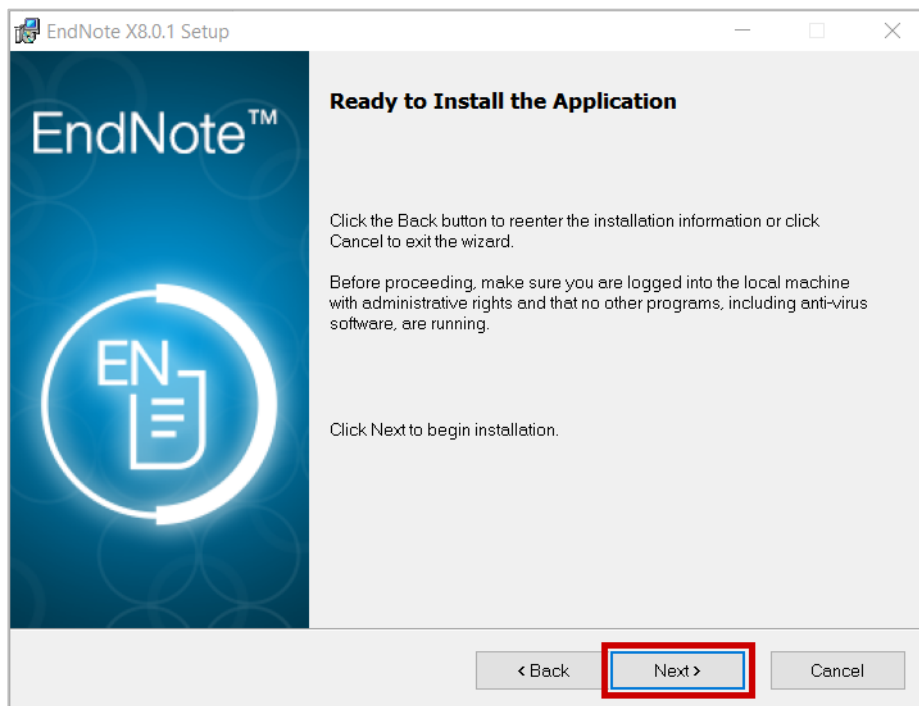 EndNote X8.0.1 Setup
EndNote™
EN
Ready to Install the Application
Click the Back button to reenter the installation information or click
Cancel to exit the wizard.
Before proceeding, make sure you are logged into the local machine
with administrative rights and that no other programs, including anti-virus
software, are running.
Click Next to begin installation.
< Back
Next >
Cancel